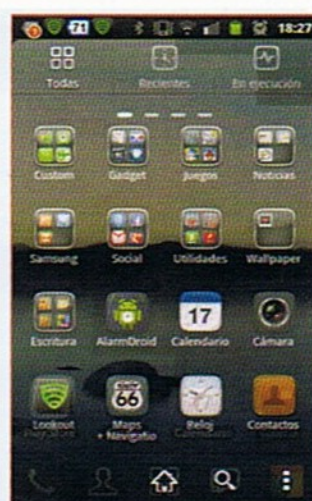 71 18:27
Todas Recientes En ejecución
Custom Gadget Juegos Noticias
Samsung Social Utilidades Wallpaper
17
Escritura AlarmDroid Calendario Cámara
66
Lookout Maps + Navigatio Reloj Contactos